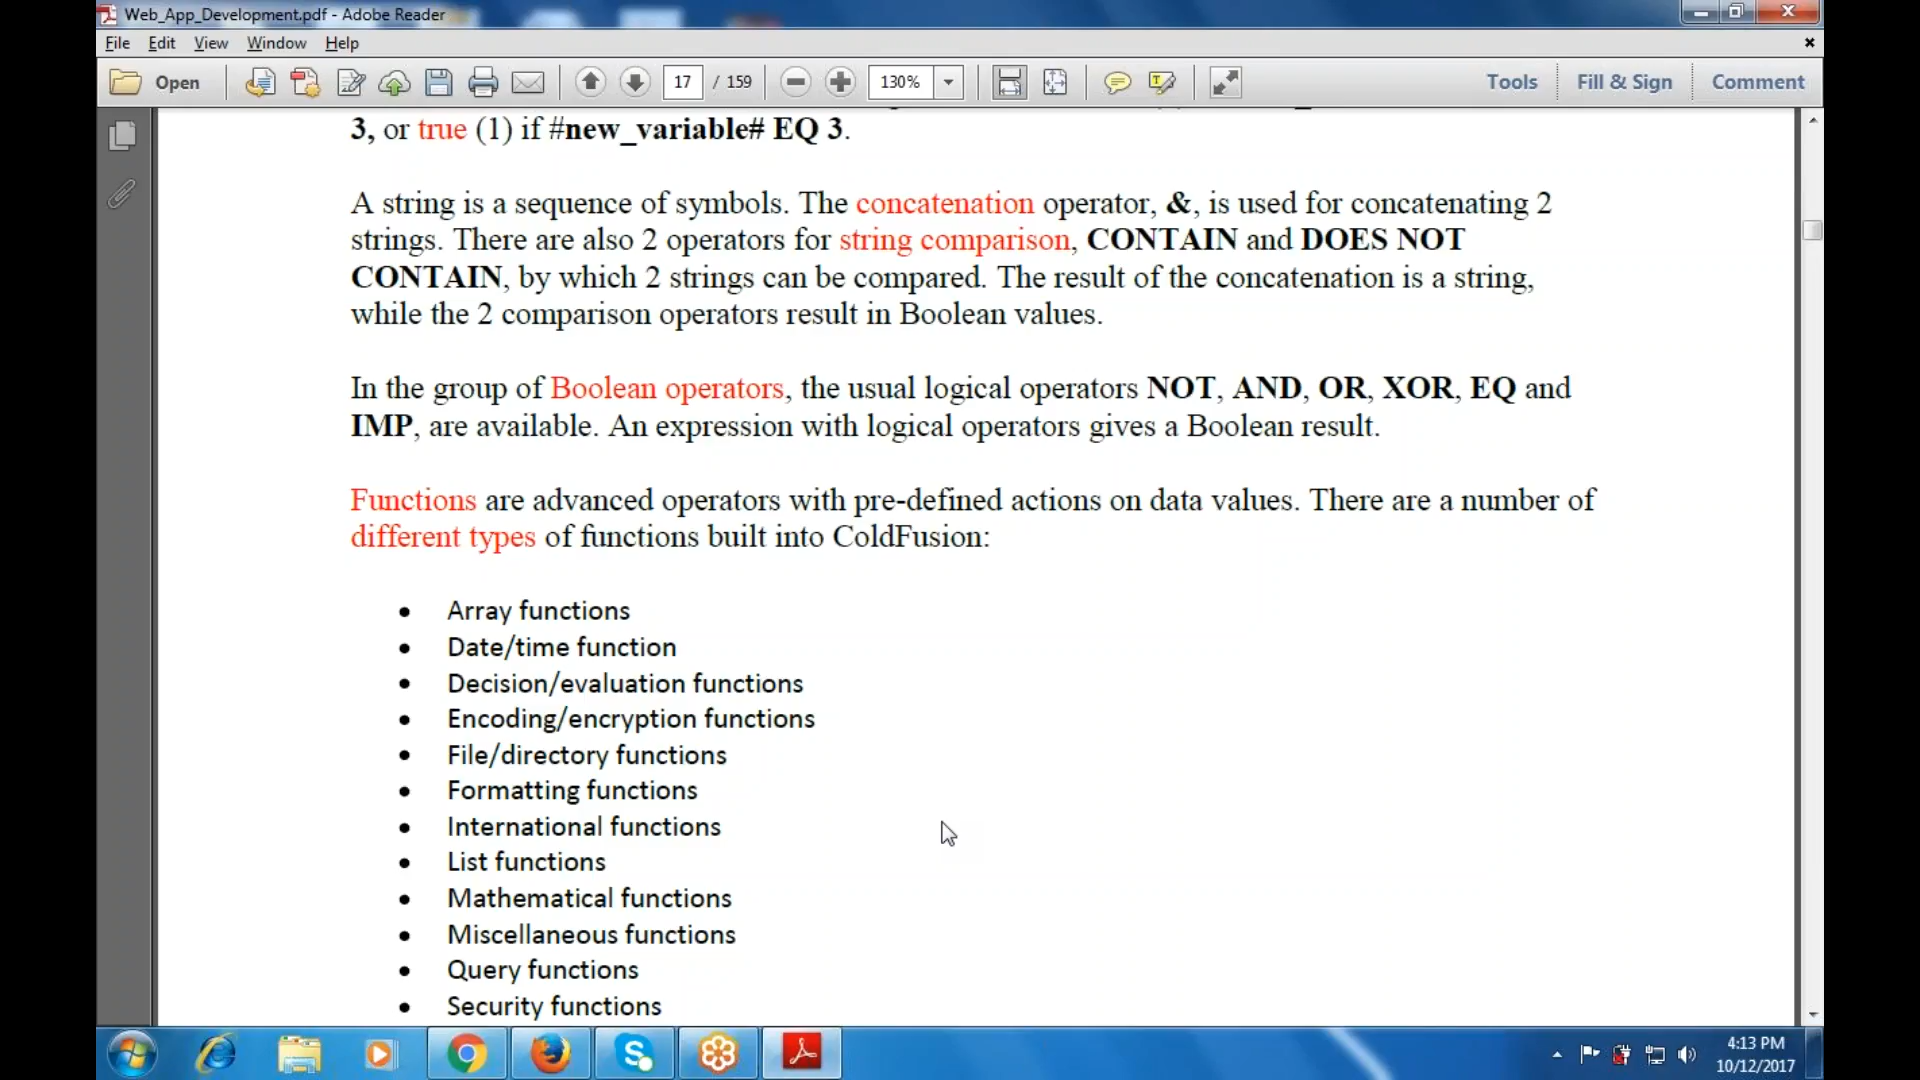 Web_App_Development.pdf - Adobe Reader
File Edit View Window Help
Open 17 / 159 130% Tools Fill & Sign Comment
3, or true (1) if #new_variable# EQ 3.
A string is a sequence of symbols. The concatenation operator, &, is used for concatenating 2
strings. There are also 2 operators for string comparison, CONTAIN and DOES NOT
CONTAIN, by which 2 strings can be compared. The result of the concatenation is a string,
while the 2 comparison operators result in Boolean values.
In the group of Boolean operators, the usual logical operators NOT, AND, OR, XOR, EQ and
IMP, are available. An expression with logical operators gives a Boolean result.
Functions are advanced operators with pre-defined actions on data values. There are a number of
different types of functions built into ColdFusion:
• Array functions
• Date/time function
• Decision/evaluation functions
• Encoding/encryption functions
• File/directory functions
• Formatting functions
• International functions
• List functions
• Mathematical functions
• Miscellaneous functions
• Query functions
• Security functions
4:13 PM
10/12/2017